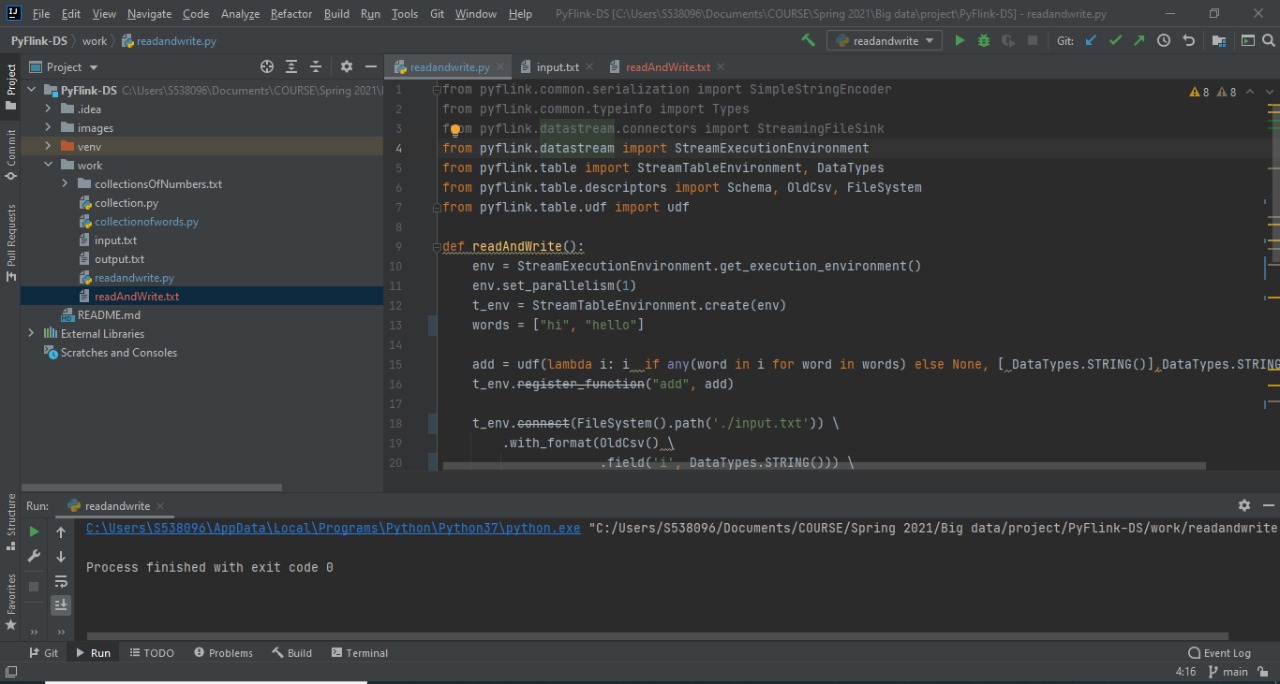 IJ File Edit View Navigate Code Analyze Refactor Build Run Tools Git Window Help PyFlink-DS [C:\Users\S538096\Documents\COURSE\Spring 2021\Big data\project\PyFlink-DS] - readandwrite.py
PyFlink-DS work readandwrite.py readandwrite Git:
Project
readandwrite.py input.txt readAndWrite.txt
Project
Commit
Pull Requests
Structure
Favorites
PyFlink-DS C:\Users\S538096\Documents\COURSE\Spring 2021\
.idea
images
venv
work
collectionsOfNumbers.txt
collection.py
collectionofwords.py
input.txt
output.txt
readandwrite.py
readAndWrite.txt
README.md
External Libraries
Scratches and Consoles
8 8
1 from pyflink.common.serialization import SimpleStringEncoder
2 from pyflink.common.typeinfo import Types
3 from pyflink.datastream.connectors import StreamingFileSink
4 from pyflink.datastream import StreamExecutionEnvironment
5 from pyflink.table import StreamTableEnvironment, DataTypes
6 from pyflink.table.descriptors import Schema, OldCsv, FileSystem
7 from pyflink.table.udf import udf
8
9 def readAndWrite():
10 env = StreamExecutionEnvironment.get_execution_environment()
11 env.set_parallelism(1)
12 t_env = StreamTableEnvironment.create(env)
13 words = ["hi", "hello"]
14
15 add = udf(lambda i: i if any(word in i for word in words) else None, [ DataTypes.STRING()],DataTypes.STRING
16 t_env.register_function("add", add)
17
18 t_env.connect(FileSystem().path('./input.txt')) \
19 .with_format(OldCsv() \
20 .field('i', DataTypes.STRING())) \
Run: readandwrite
C:\Users\S538096\AppData\Local\Programs\Python\Python37\python.exe "C:/Users/S538096/Documents/COURSE/Spring 2021/Big data/project/PyFlink-DS/work/readandwrite
Process finished with exit code 0
Git Run TODO Problems Build Terminal Event Log
4:16 main